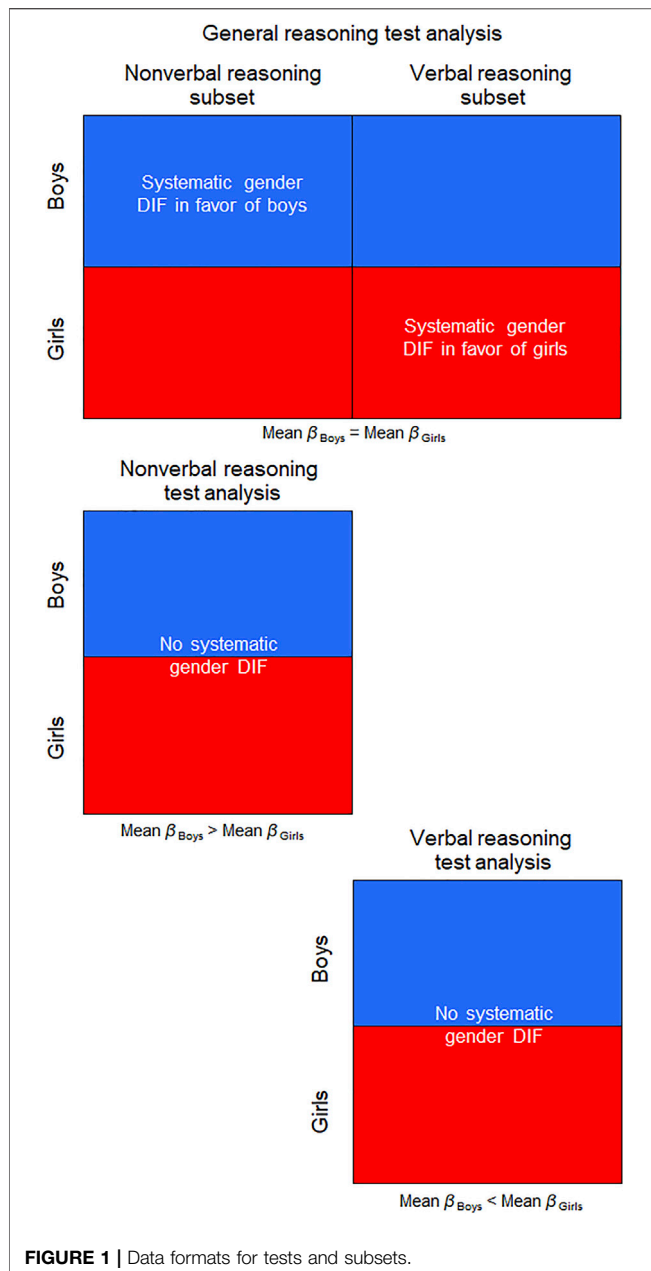 General reasoning test analysis
Nonverbal reasoning
subset
Verbal reasoning
subset
Boys
Systematic gender
DIF in favor of boys
Girls
Systematic gender
DIF in favor of girls
Mean β Boys = Mean β Girls
Nonverbal reasoning
test analysis
Boys
No systematic
gender DIF
Girls
Mean β Boys > Mean β Girls
Verbal reasoning
test analysis
Boys
No systematic
gender DIF
Girls
Mean β Boys < Mean β Girls
FIGURE 1 | Data formats for tests and subsets.